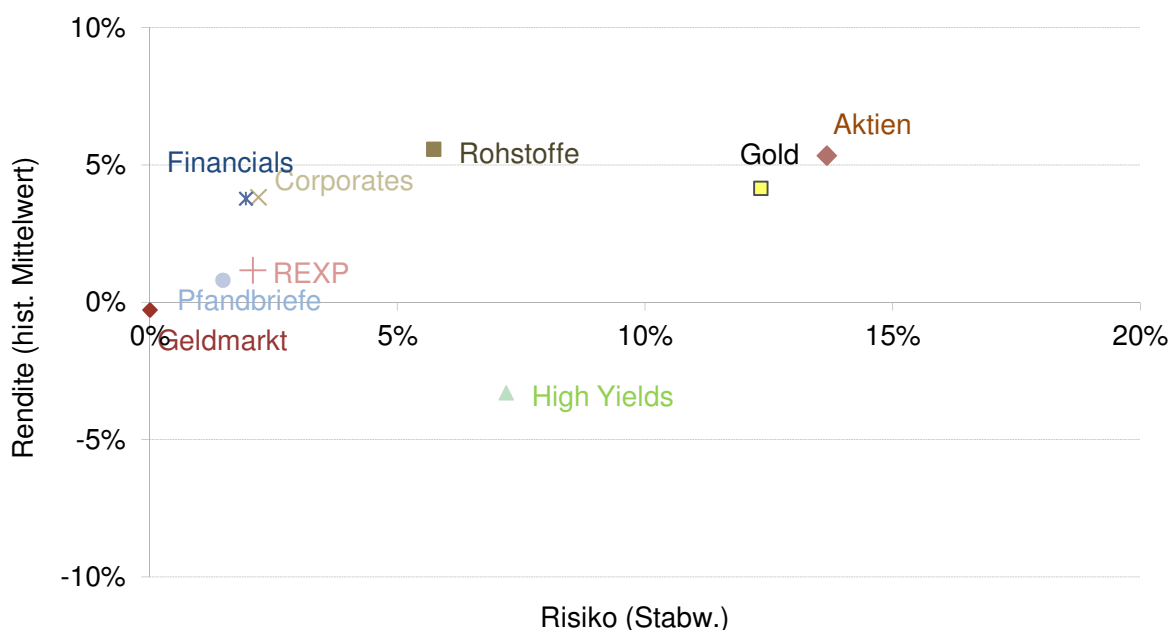 10%
Aktien
Rohstoffe
Gold
5%
Financials
Corporates
REXP
Pfandbriefe
0%
0%
5%
10%
15%
20%
Geldmarkt
High Yields
-5%
-10%
Rendite (hist. Mittelwert)
Risiko (Stabw.)